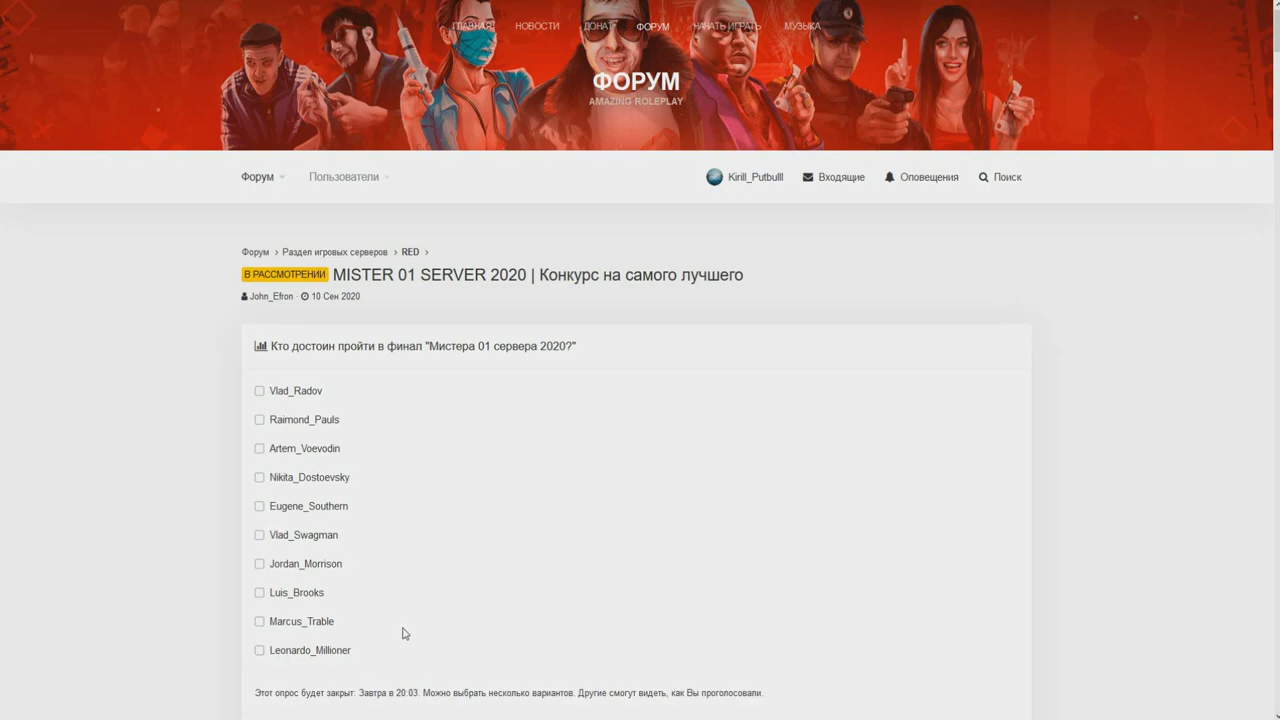 ГЛАВНАЯ НОВОСТИ ДОНАТ ФОРУМ НАЧАТЬ ИГРАТЬ МУЗЫКА
ФОРУМ
AMAZING ROLEPLAY
Форум Пользователи Kirill_Putbulll Входящие Оповещения Поиск
Форум > Раздел игровых серверов > RED >
В РАССМОТРЕНИИ MISTER 01 SERVER 2020 | Конкурс на самого лучшего
John_Efron · 10 Сен 2020
Кто достоин пройти в финал "Мистера 01 сервера 2020?"
Vlad_Radov
Raimond_Pauls
Artem_Voevodin
Nikita_Dostoevsky
Eugene_Southern
Vlad_Swagman
Jordan_Morrison
Luis_Brooks
Marcus_Trable
Leonardo_Millioner
Этот опрос будет закрыт: Завтра в 20:03. Можно выбрать несколько вариантов. Другие смогут видеть, как Вы проголосовали.